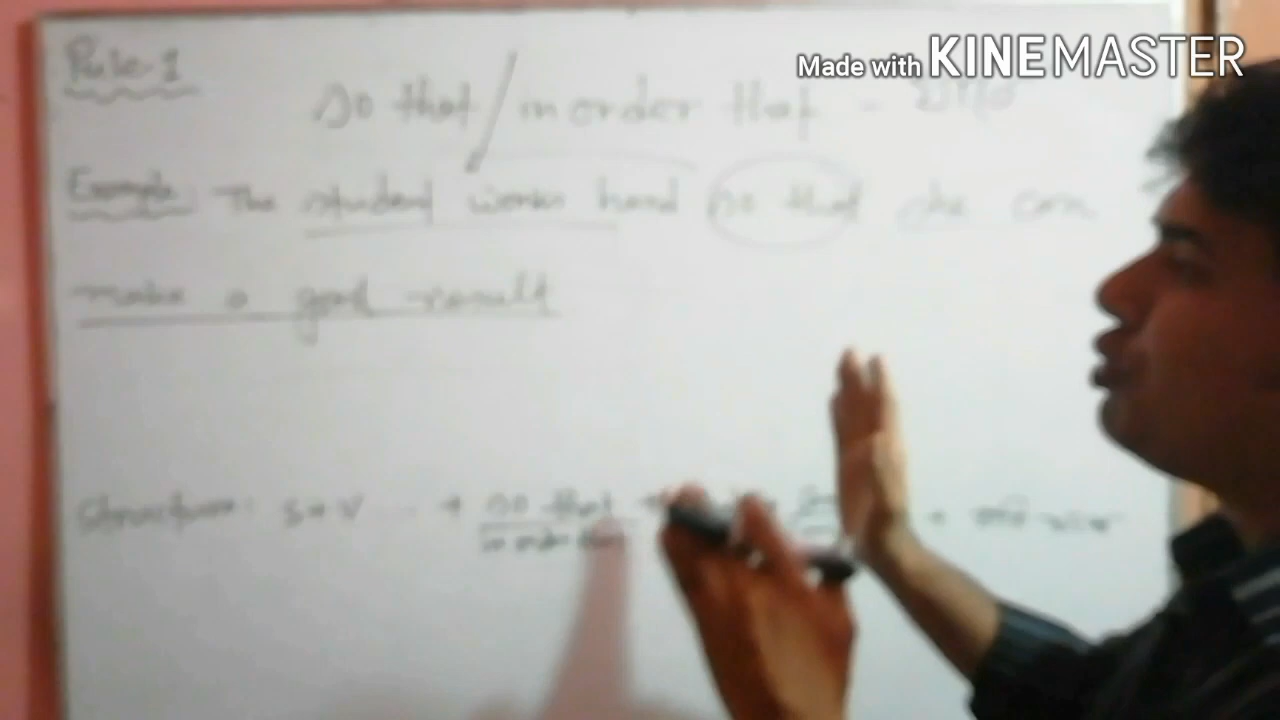 Made with KINEMASTER
Rule-1
So that / in order that -
Example: The student works hard so that she can
make a good result
Structure: S + V ... + so that
in order that